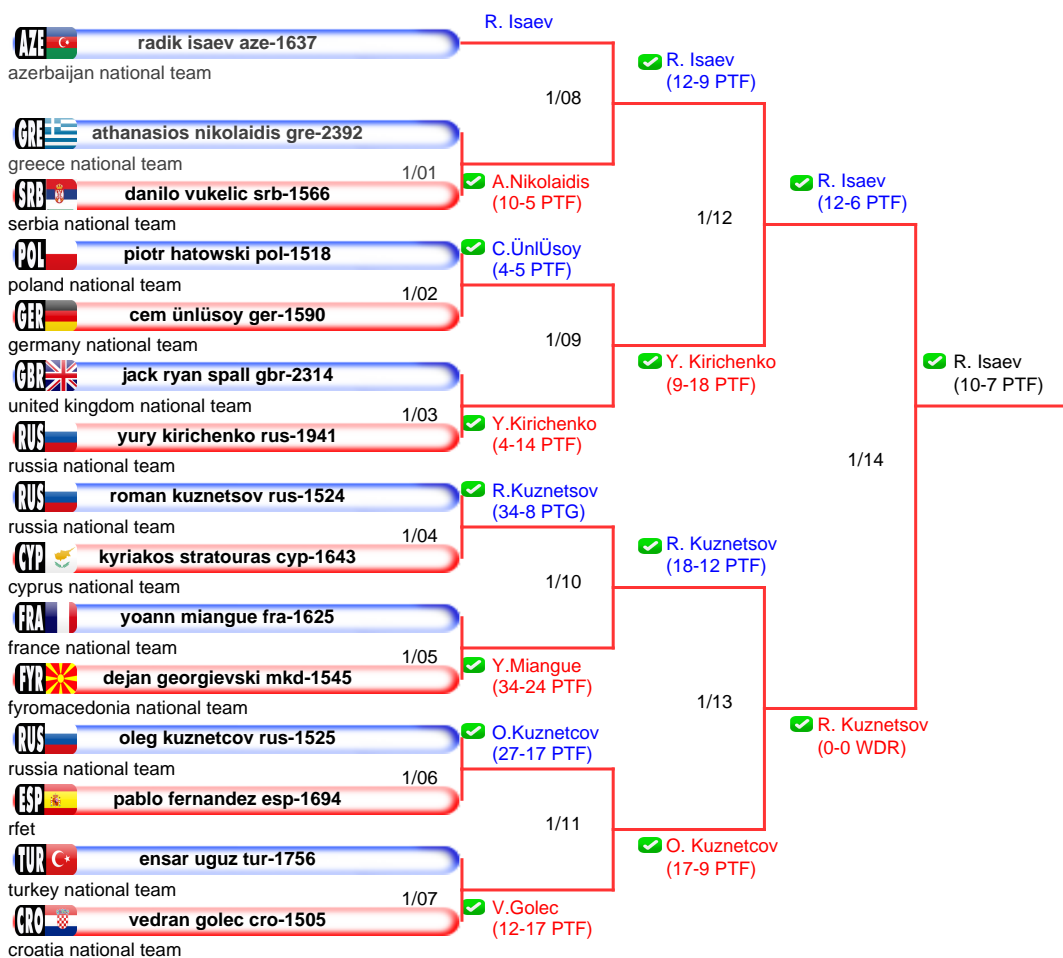 R. Isaev
AZE radik isaev aze-1637
azerbaijan national team
R. Isaev
(12-9 PTF)
1/08
GRE athanasios nikolaidis gre-2392
greece national team
1/01
SRB danilo vukelic srb-1566
serbia national team
A.Nikolaidis
(10-5 PTF)
R. Isaev
(12-6 PTF)
1/12
POL piotr hatowski pol-1518
poland national team
C.ÜnlÜsoy
(4-5 PTF)
1/02
GER cem ünlüsoy ger-1590
germany national team
1/09
GBR jack ryan spall gbr-2314
united kingdom national team
Y. Kirichenko
(9-18 PTF)
R. Isaev
(10-7 PTF)
1/03
RUS yury kirichenko rus-1941
russia national team
Y.Kirichenko
(4-14 PTF)
1/14
RUS roman kuznetsov rus-1524
russia national team
R.Kuznetsov
(34-8 PTG)
1/04
CYP kyriakos stratouras cyp-1643
cyprus national team
R. Kuznetsov
(18-12 PTF)
1/10
FRA yoann miangue fra-1625
france national team
1/05
FYR dejan georgievski mkd-1545
fyromacedonia national team
Y.Miangue
(34-24 PTF)
1/13
RUS oleg kuznetcov rus-1525
russia national team
O.Kuznetcov
(27-17 PTF)
R. Kuznetsov
(0-0 WDR)
1/06
ESP pablo fernandez esp-1694
rfet
1/11
TUR ensar uguz tur-1756
turkey national team
O. Kuznetcov
(17-9 PTF)
1/07
CRO vedran golec cro-1505
croatia national team
V.Golec
(12-17 PTF)